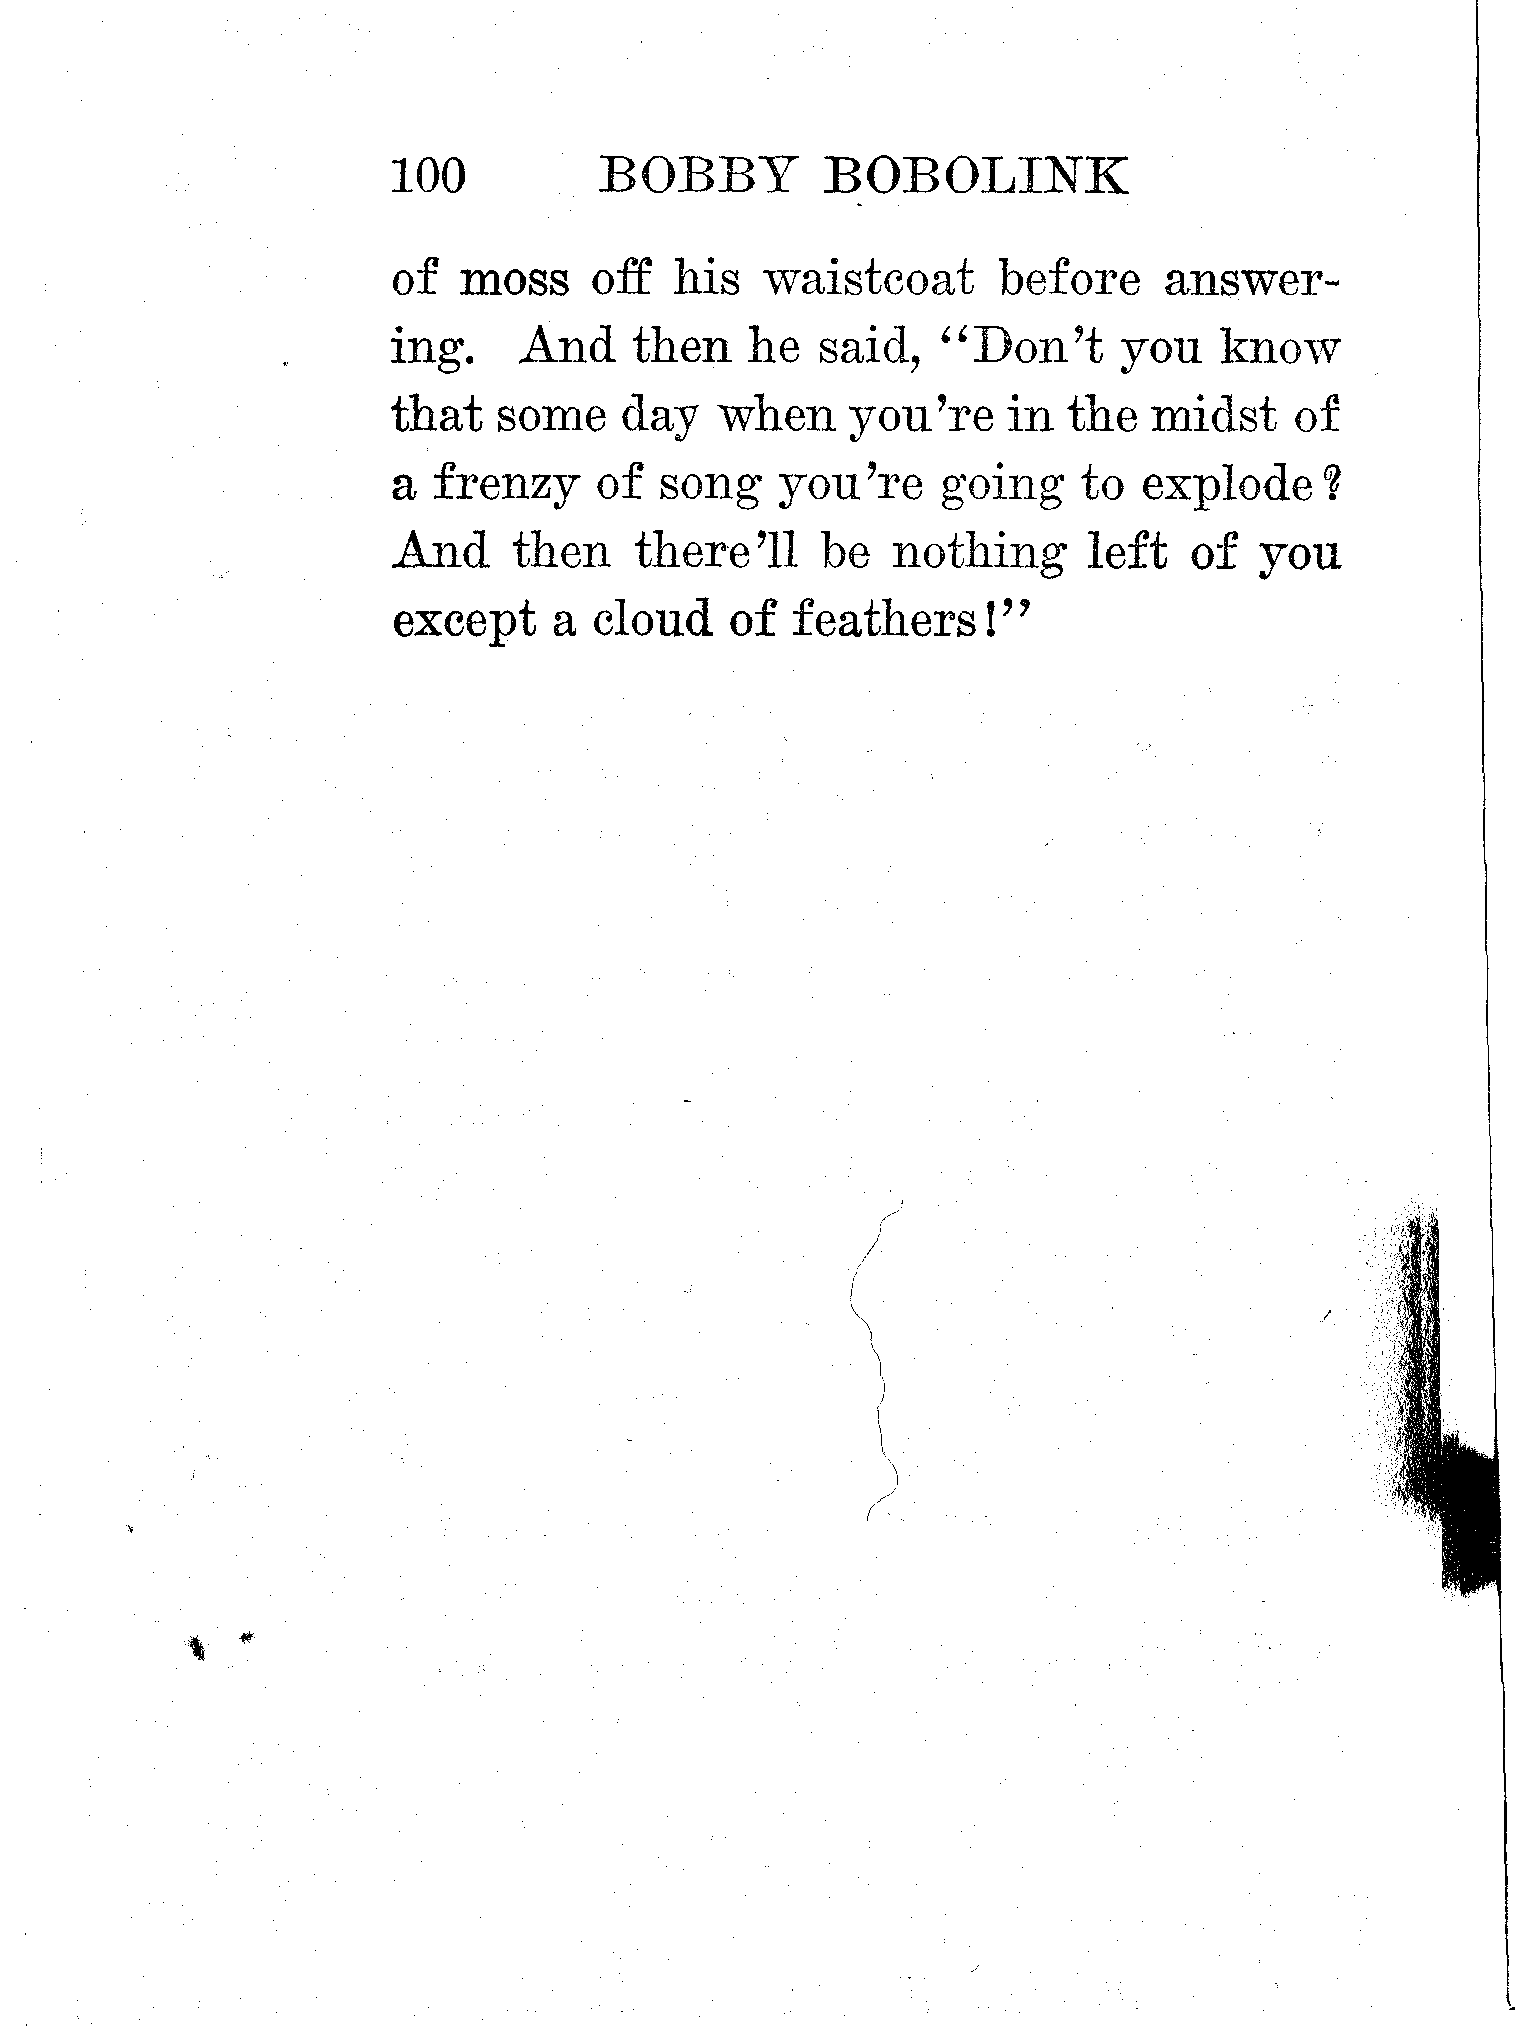 100 BOBBY BOBOLINK
of moss off his waistcoat before answer-
ing. And then he said, “Don’t you know
that some day when you’re in the midst of
a frenzy of song you’re going to explode?
And then there’ll be nothing left of you
except a cloud of feathers!”